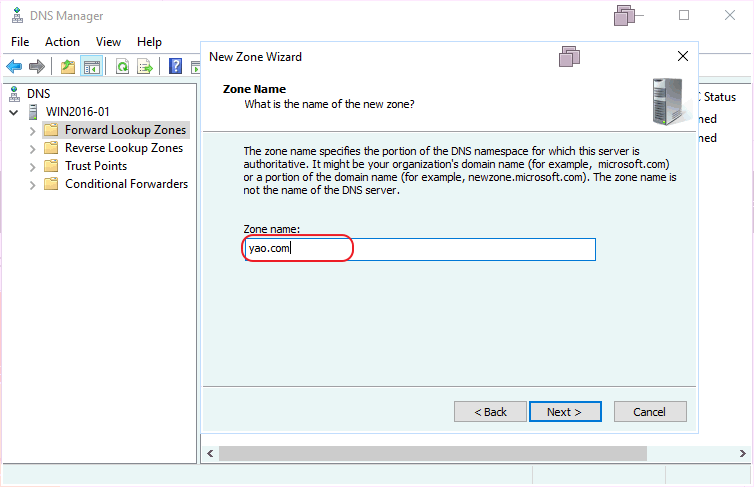 DNS Manager
File Action View Help
DNS
WIN2016-01
Forward Lookup Zones
Reverse Lookup Zones
Trust Points
Conditional Forwarders
New Zone Wizard
Zone Name
What is the name of the new zone?
The zone name specifies the portion of the DNS namespace for which this server is
authoritative. It might be your organization's domain name (for example, microsoft.com)
or a portion of the domain name (for example, newzone.microsoft.com). The zone name is
not the name of the DNS server.
Zone name:
yao.com
< Back Next > Cancel
C Status
ned
ned